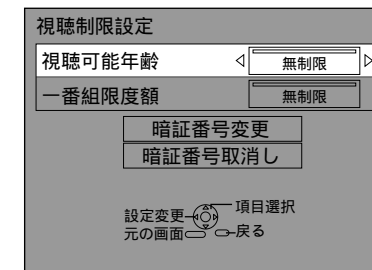 視聴制限設定
視聴可能年齢 無制限
一番組限度額 無制限
暗証番号変更
暗証番号取消し
設定変更 項目選択
元の画面 戻る